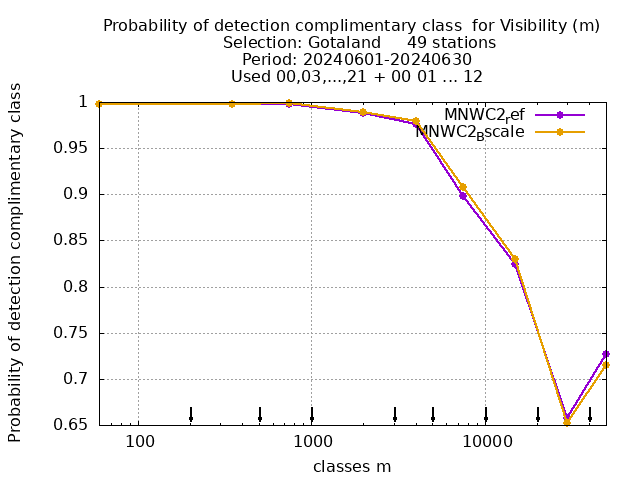 Probability of detection complimentary class  for Visibility (m)
Selection: Gotaland     49 stations
Period: 20240601-20240630
Used 00,03,...,21 + 00 01 ... 12
Probability of detection complimentary class
1
0.95
0.9
0.85
0.8
0.75
0.7
0.65
MNWC2ref
MNWC2Bscale
100
1000
10000
classes m